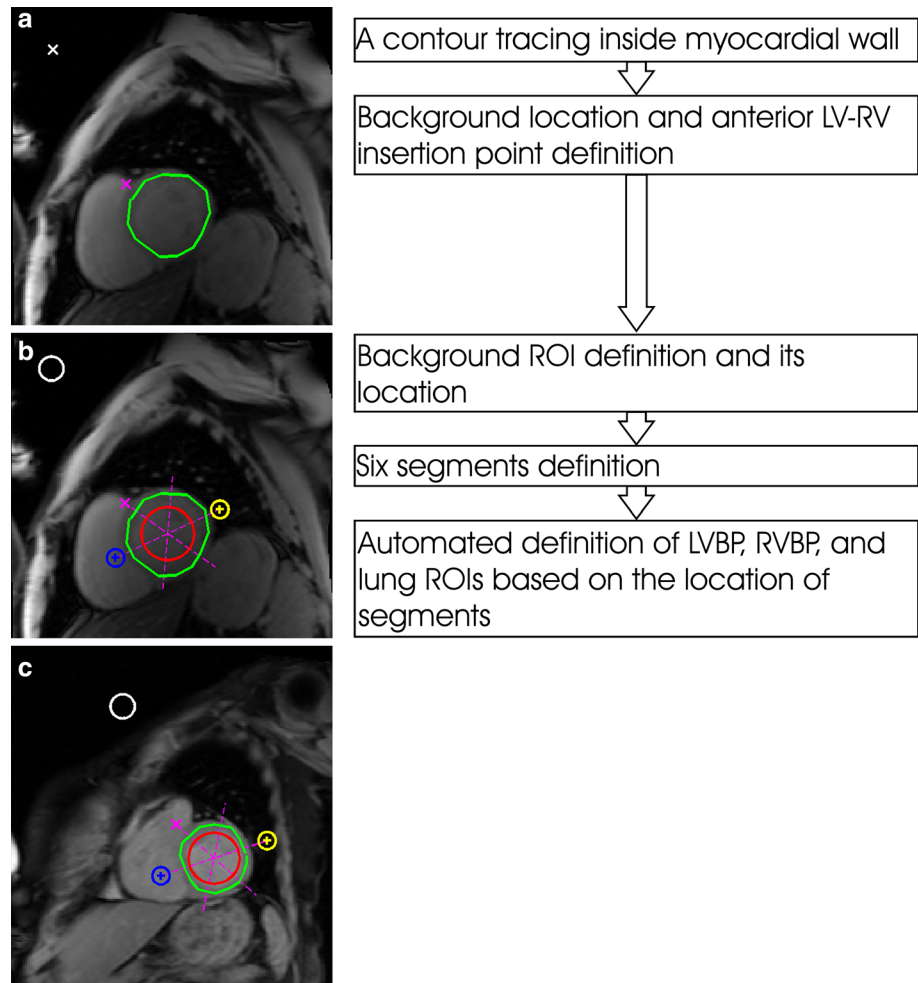 a
A contour tracing inside myocardial wall
Background location and anterior LV-RV
insertion point definition
b
Background ROI definition and its
location
Six segments definition
Automated definition of LVBP, RVBP, and
lung ROIs based on the location of
segments
c